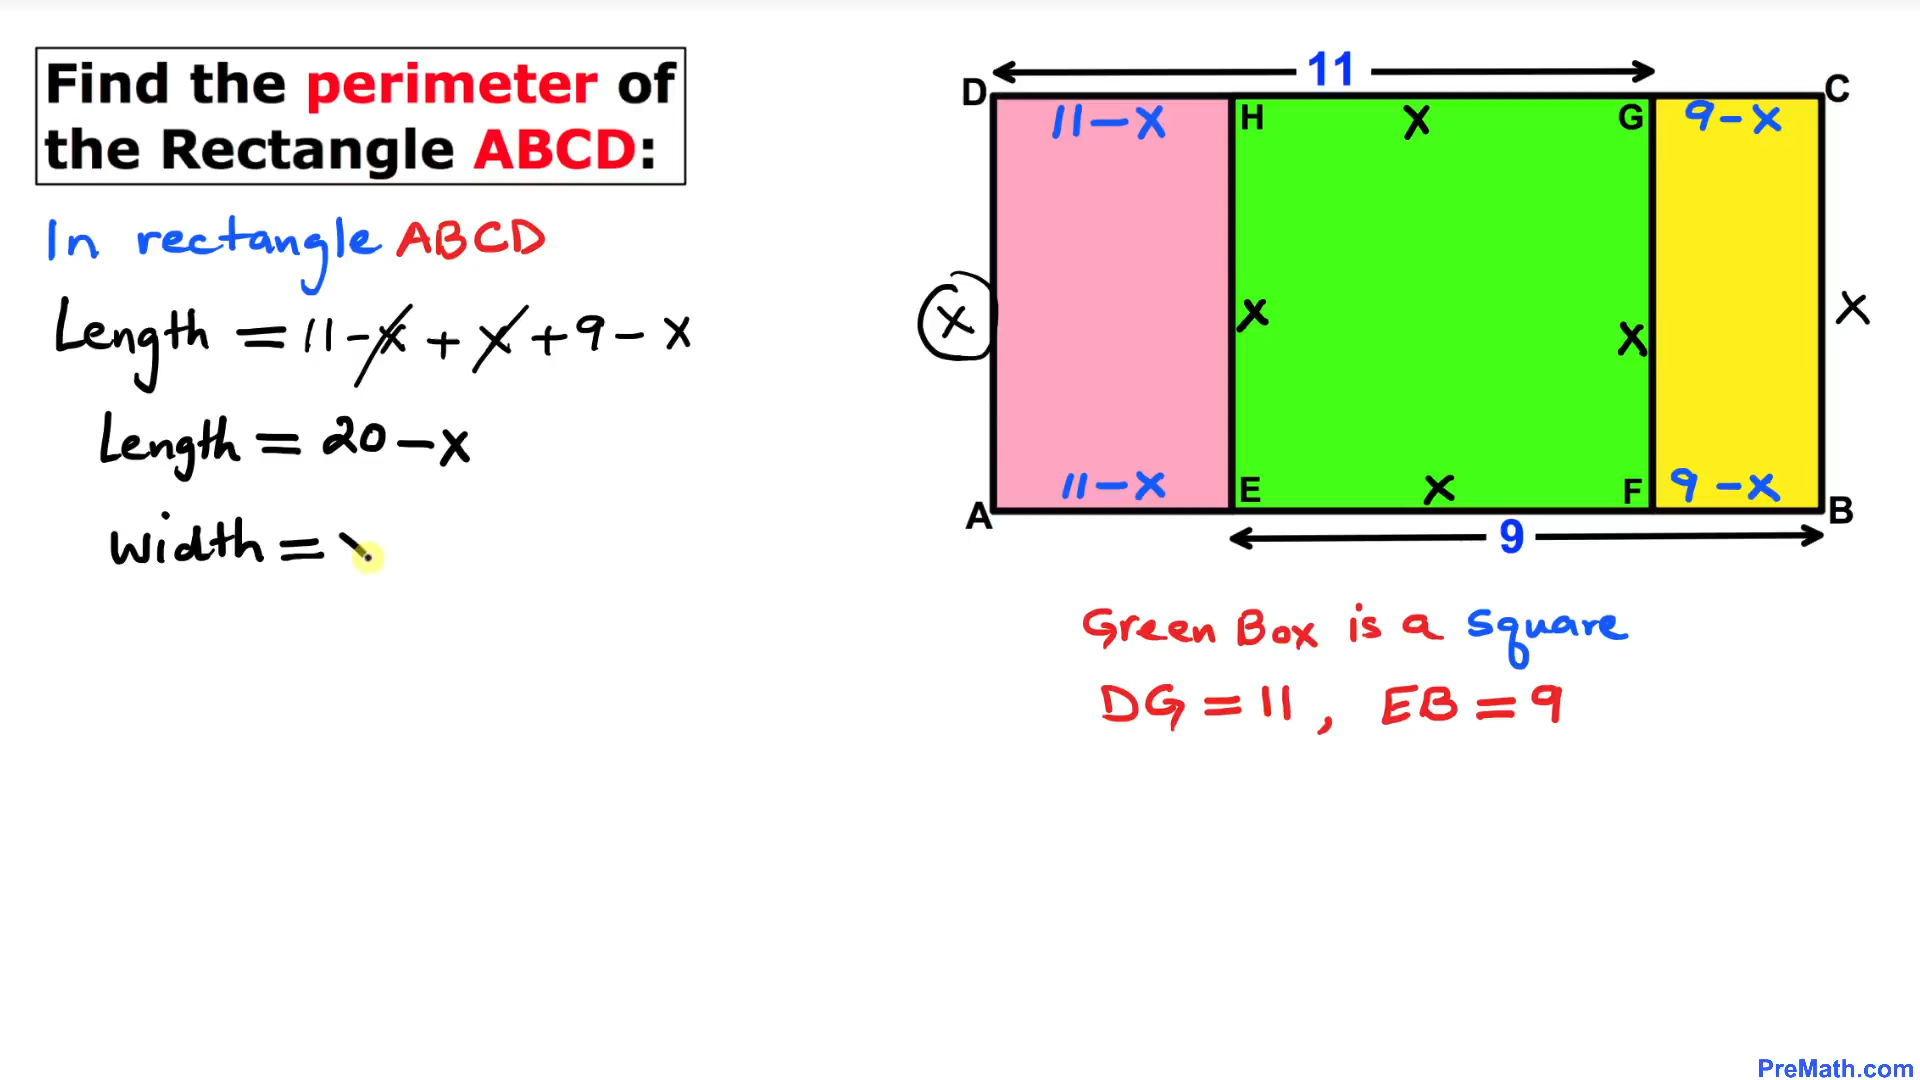 Find the perimeter of
the Rectangle ABCD:
In rectangle ABCD
Length = 11 - x + x + 9 - x
Length = 20 - x
width =
11
D 11 - x H x G 9 - x C
x x x x
A 11 - x E x F 9 - x B
9
Green Box is a square
DG = 11 , EB = 9
PreMath.com